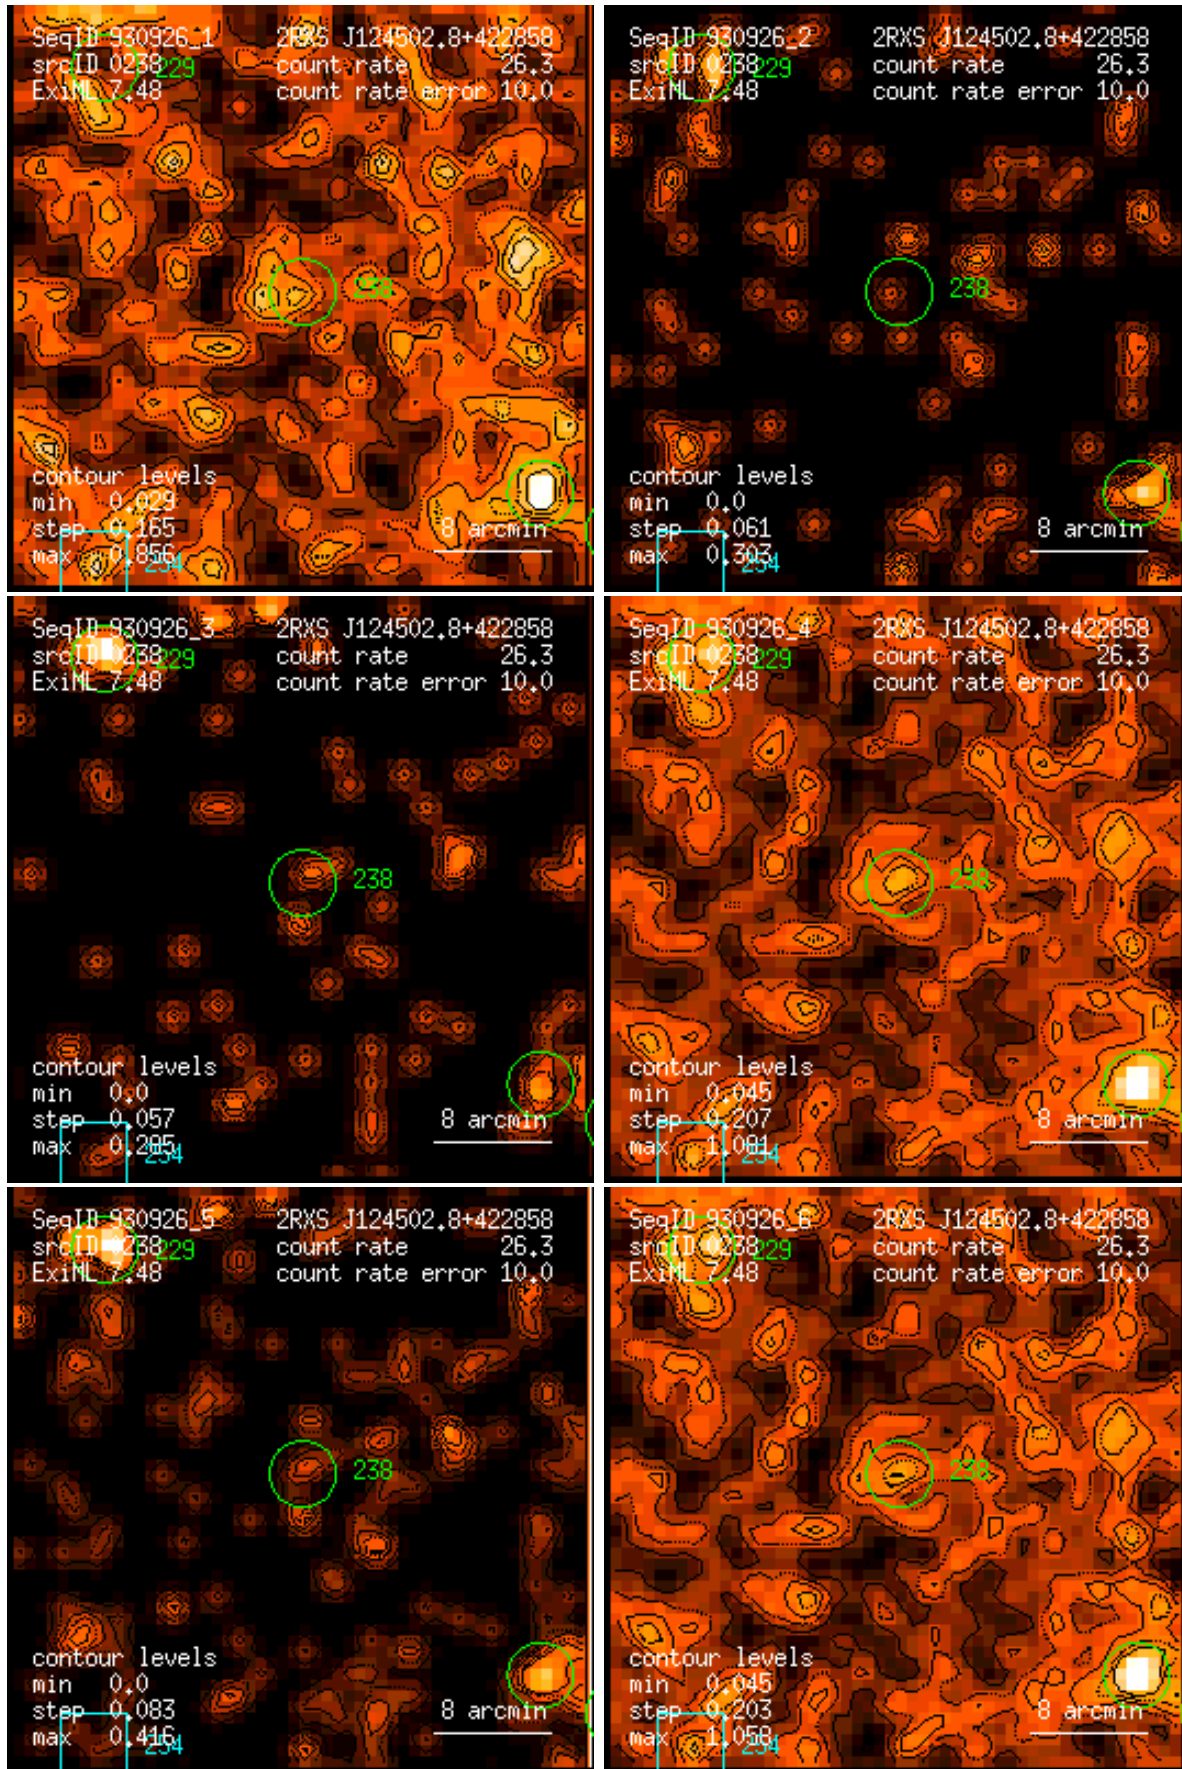 SeqID 930926_1 2RXS J124502.8+422858
srcID 0238 229 count rate 26.3
ExiML 7.48 count rate error 10.0
238
contour levels
min 0.029
step 0.165 8 arcmin
max 0.856 234
SeqID 930926_2 2RXS J124502.8+422858
srcID 0238 229 count rate 26.3
ExiML 7.48 count rate error 10.0
238
contour levels
min 0.0
step 0.061 8 arcmin
max 0.303 234
SeqID 930926_3 2RXS J124502.8+422858
srcID 0238 229 count rate 26.3
ExiML 7.48 count rate error 10.0
238
contour levels
min 0.0
step 0.057 8 arcmin
max 0.285 234
SeqID 930926_4 2RXS J124502.8+422858
srcID 0238 229 count rate 26.3
ExiML 7.48 count rate error 10.0
238
contour levels
min 0.045
step 0.207 8 arcmin
max 1.081 234
SeqID 930926_5 2RXS J124502.8+422858
srcID 0238 229 count rate 26.3
ExiML 7.48 count rate error 10.0
238
contour levels
min 0.0
step 0.083 8 arcmin
max 0.416 234
SeqID 930926_6 2RXS J124502.8+422858
srcID 0238 229 count rate 26.3
ExiML 7.48 count rate error 10.0
238
contour levels
min 0.045
step 0.203 8 arcmin
max 1.058 234